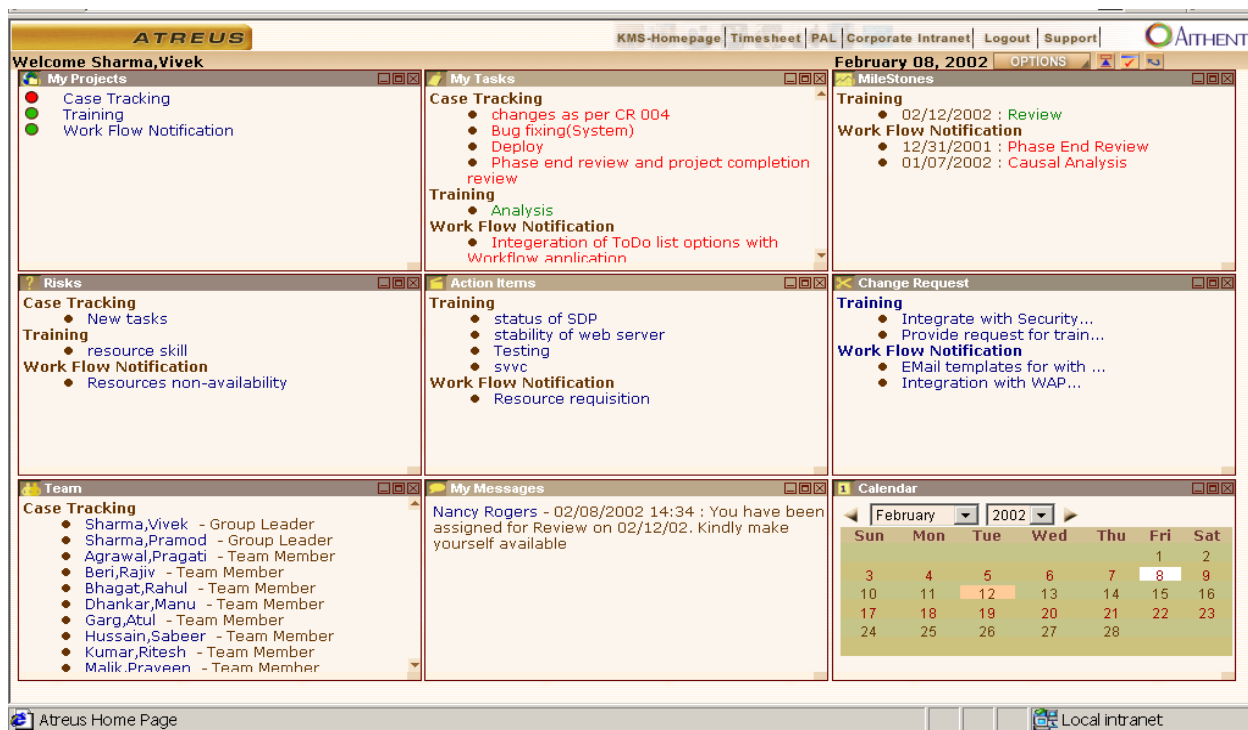 ATREUS
KMS-Homepage Timesheet PAL Corporate Intranet Logout Support
AITHENT
Welcome Sharma,Vivek
February 08, 2002 OPTIONS
My Projects
Case Tracking
Training
Work Flow Notification
My Tasks
Case Tracking
changes as per CR 004
Bug fixing(System)
Deploy
Phase end review and project completion
review
Training
Analysis
Work Flow Notification
Integeration of ToDo list options with
Workflow application
MileStones
Training
02/12/2002 : Review
Work Flow Notification
12/31/2001 : Phase End Review
01/07/2002 : Causal Analysis
? Risks
Case Tracking
New tasks
Training
resource skill
Work Flow Notification
Resources non-availability
Action Items
Training
status of SDP
stability of web server
Testing
svvc
Work Flow Notification
Resource requisition
Change Request
Training
Integrate with Security...
Provide request for train...
Work Flow Notification
EMail templates for with ...
Integration with WAP...
Team
Case Tracking
Sharma,Vivek - Group Leader
Sharma,Pramod - Group Leader
Agrawal,Pragati - Team Member
Beri,Rajiv - Team Member
Bhagat,Rahul - Team Member
Dhankar,Manu - Team Member
Garg,Atul - Team Member
Hussain,Sabeer - Team Member
Kumar,Ritesh - Team Member
Malik,Praveen - Team Member
My Messages
Nancy Rogers - 02/08/2002 14:34 : You have been
assigned for Review on 02/12/02. Kindly make
yourself available
1 Calendar
February 2002
Sun Mon Tue Wed Thu Fri Sat
1 2
3 4 5 6 7 8 9
10 11 12 13 14 15 16
17 18 19 20 21 22 23
24 25 26 27 28
Atreus Home Page
Local intranet